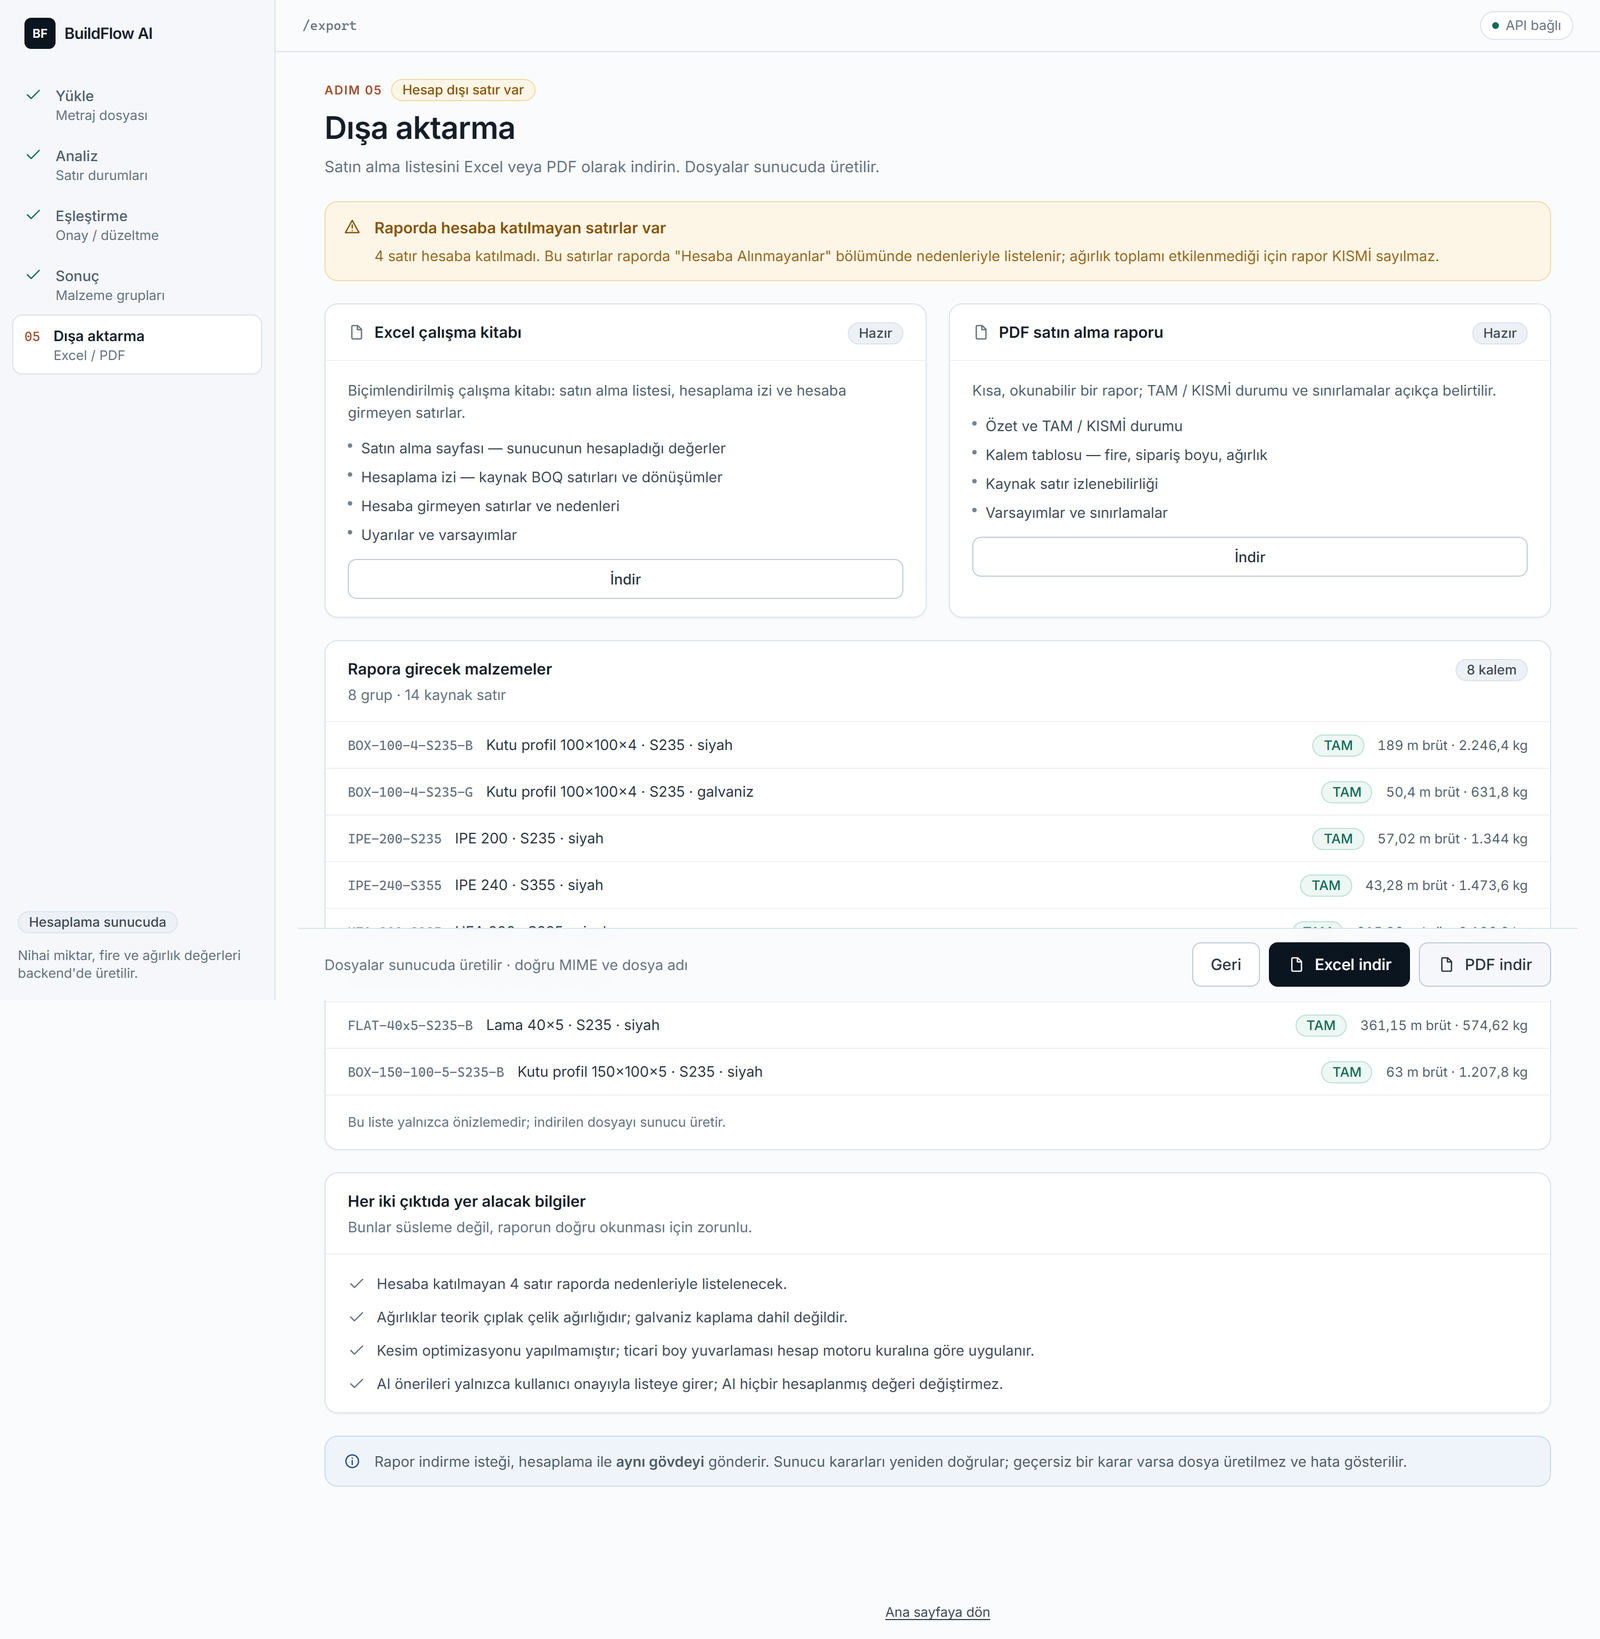 BF BuildFlow AI
Yükle
Metraj dosyası
Analiz
Satır durumları
Eşleştirme
Onay / düzeltme
Sonuç
Malzeme grupları
05 Dışa aktarma
Excel / PDF
Hesaplama sunucuda
Nihai miktar, fire ve ağırlık değerleri
backend'de üretilir.
/export
API bağlı
ADIM 05 Hesap dışı satır var
Dışa aktarma
Satın alma listesini Excel veya PDF olarak indirin. Dosyalar sunucuda üretilir.
Raporda hesaba katılmayan satırlar var
4 satır hesaba katılmadı. Bu satırlar raporda "Hesaba Alınmayanlar" bölümünde nedenleriyle listelenir; ağırlık toplamı etkilenmediği için rapor KISMİ sayılmaz.
Excel çalışma kitabı Hazır
Biçimlendirilmiş çalışma kitabı: satın alma listesi, hesaplama izi ve hesaba
girmeyen satırlar.
• Satın alma sayfası — sunucunun hesapladığı değerler
• Hesaplama izi — kaynak BOQ satırları ve dönüşümler
• Hesaba girmeyen satırlar ve nedenleri
• Uyarılar ve varsayımlar
İndir
PDF satın alma raporu Hazır
Kısa, okunabilir bir rapor; TAM / KISMİ durumu ve sınırlamalar açıkça belirtilir.
• Özet ve TAM / KISMİ durumu
• Kalem tablosu — fire, sipariş boyu, ağırlık
• Kaynak satır izlenebilirliği
• Varsayımlar ve sınırlamalar
İndir
Rapora girecek malzemeler 8 kalem
8 grup · 14 kaynak satır
BOX-100-4-S235-B Kutu profil 100×100×4 · S235 · siyah TAM 189 m brüt · 2.246,4 kg
BOX-100-4-S235-G Kutu profil 100×100×4 · S235 · galvaniz TAM 50,4 m brüt · 631,8 kg
IPE-200-S235 IPE 200 · S235 · siyah TAM 57,02 m brüt · 1.344 kg
IPE-240-S355 IPE 240 · S355 · siyah TAM 43,28 m brüt · 1.473,6 kg
Dosyalar sunucuda üretilir · doğru MIME ve dosya adı
Geri Excel indir PDF indir
FLAT-40x5-S235-B Lama 40×5 · S235 · siyah TAM 361,15 m brüt · 574,62 kg
BOX-150-100-5-S235-B Kutu profil 150×100×5 · S235 · siyah TAM 63 m brüt · 1.207,8 kg
Bu liste yalnızca önizlemedir; indirilen dosyayı sunucu üretir.
Her iki çıktıda yer alacak bilgiler
Bunlar süsleme değil, raporun doğru okunması için zorunlu.
Hesaba katılmayan 4 satır raporda nedenleriyle listelenecek.
Ağırlıklar teorik çıplak çelik ağırlığıdır; galvaniz kaplama dahil değildir.
Kesim optimizasyonu yapılmamıştır; ticari boy yuvarlaması hesap motoru kuralına göre uygulanır.
AI önerileri yalnızca kullanıcı onayıyla listeye girer; AI hiçbir hesaplanmış değeri değiştirmez.
Rapor indirme isteği, hesaplama ile aynı gövdeyi gönderir. Sunucu kararları yeniden doğrular; geçersiz bir karar varsa dosya üretilmez ve hata gösterilir.
Ana sayfaya dön